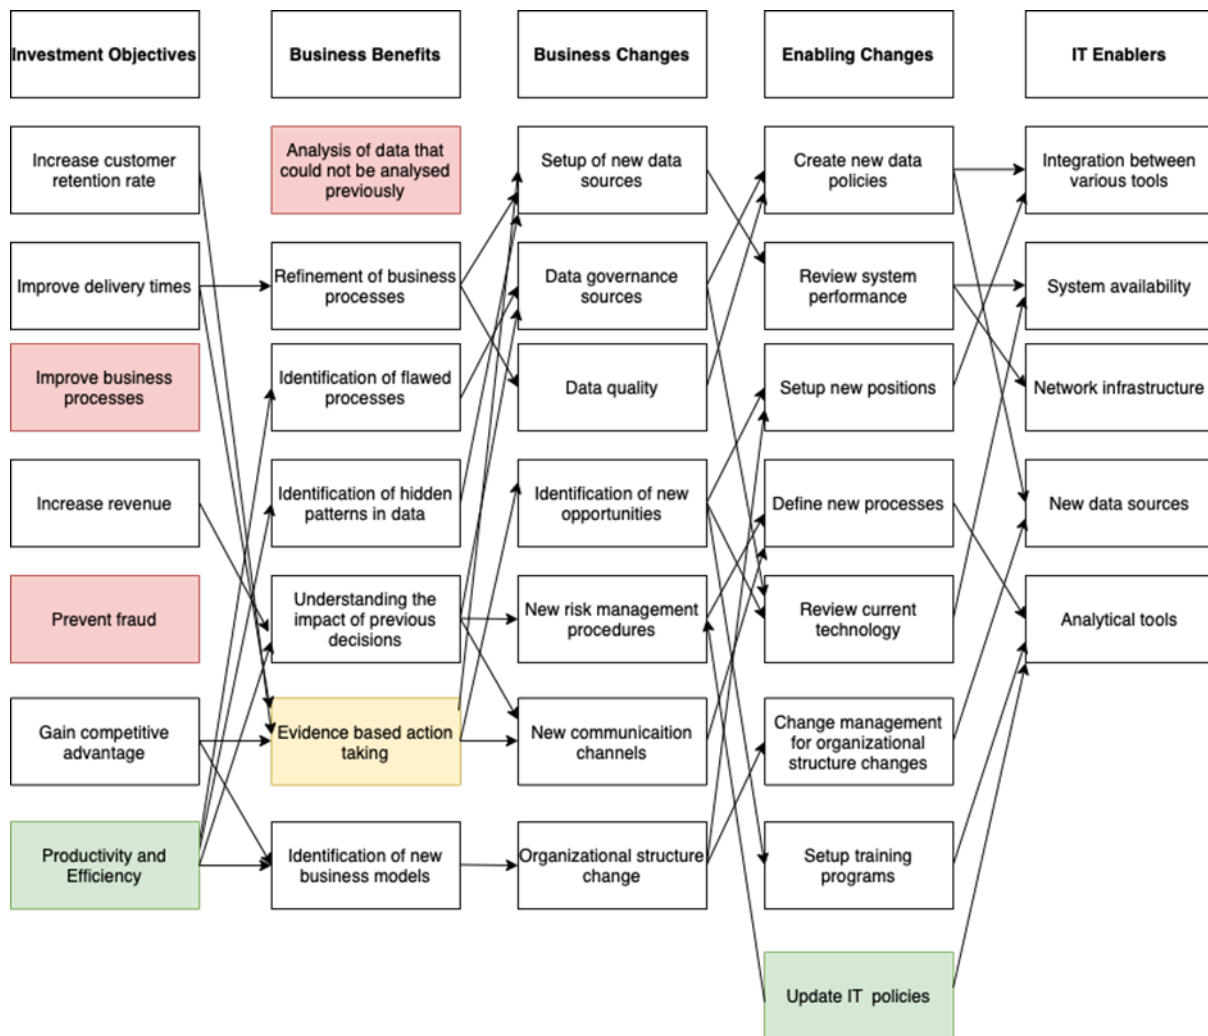 Investment Objectives
Business Benefits
Business Changes
Enabling Changes
IT Enablers
Increase customer
retention rate
Analysis of data that
could not be analysed
previously
Setup of new data
sources
Create new data
policies
Integration between
various tools
Improve delivery times
Refinement of business
processes
Data governance
sources
Review system
performance
System availability
Improve business
processes
Identification of flawed
processes
Data quality
Setup new positions
Network infrastructure
Increase revenue
Identification of hidden
patterns in data
Identification of new
opportunities
Define new processes
New data sources
Prevent fraud
Understanding the
impact of previous
decisions
New risk management
procedures
Review current
technology
Analytical tools
Gain competitive
advantage
Evidence based action
taking
New communicaition
channels
Change management
for organizational
structure changes
Productivity and
Efficiency
Identification of new
business models
Organizational structure
change
Setup training
programs
Update IT policies